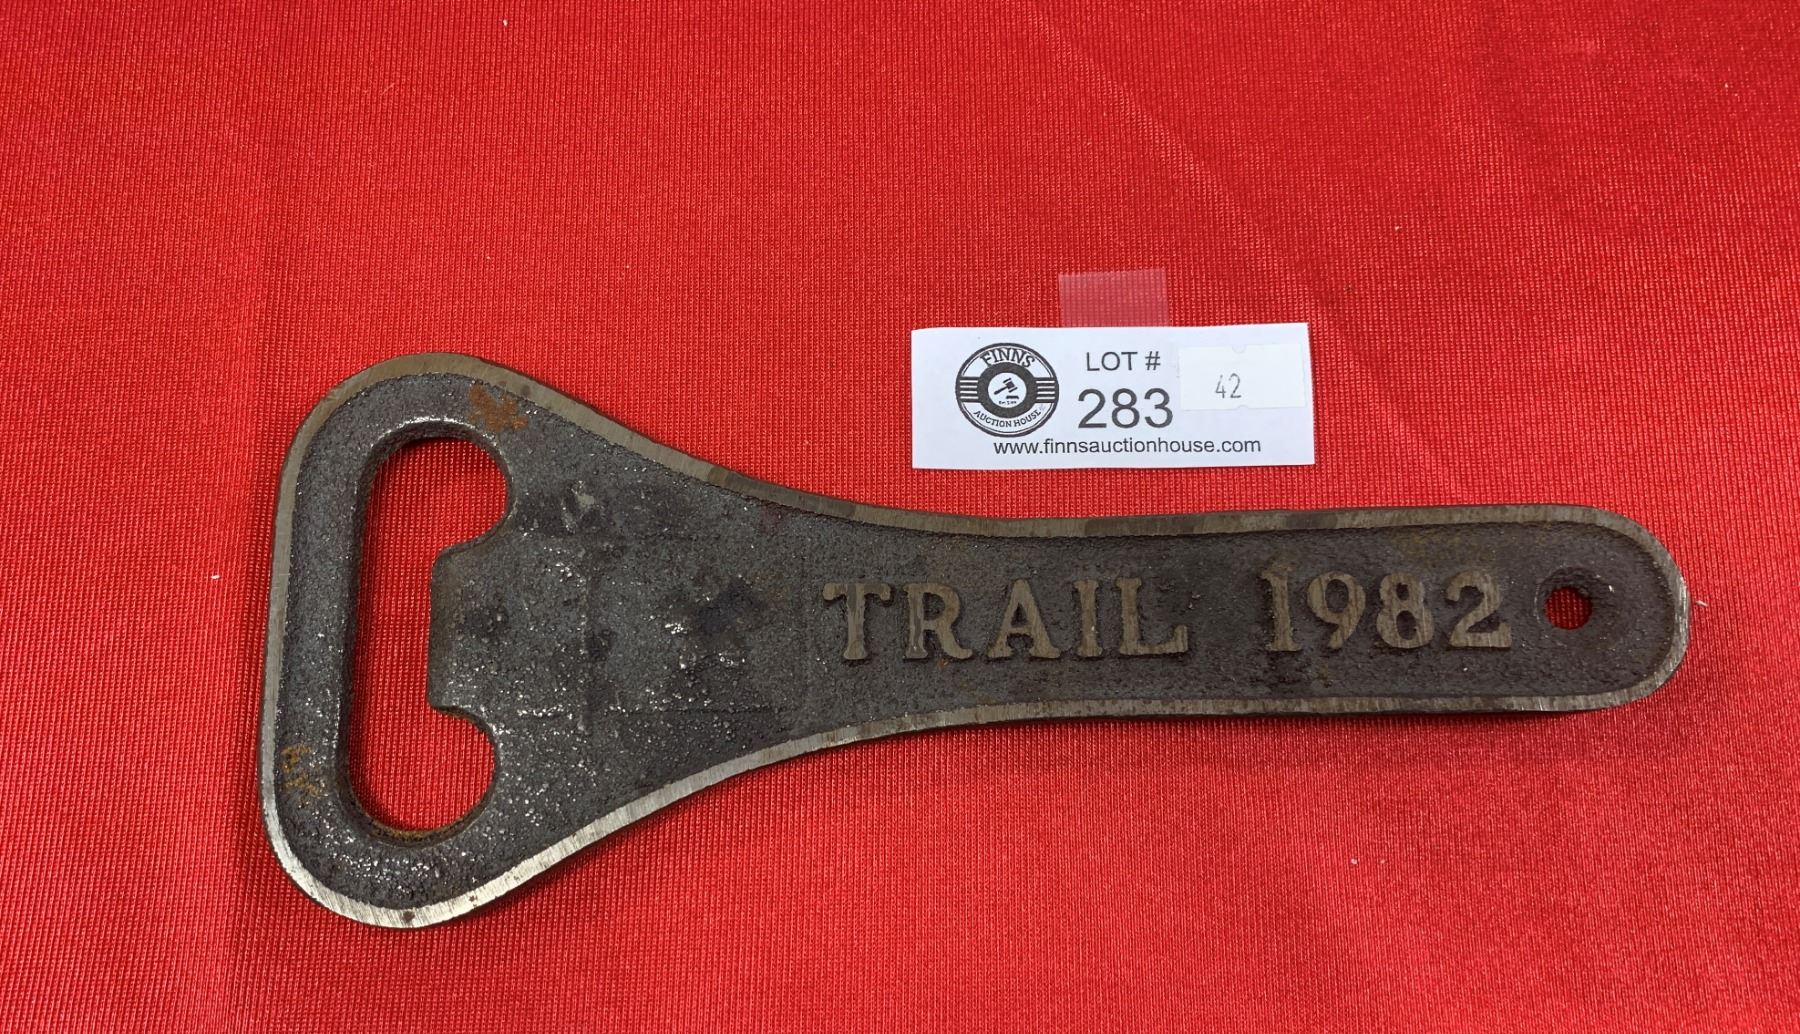 FINNS
AUCTION HOUSE
LOT #
283
42
www.finnsauctionhouse.com
TRAIL 1982